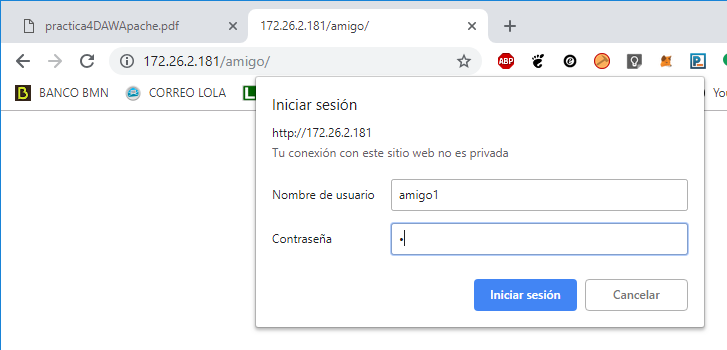 practica4DAWApache.pdf
172.26.2.181/amigo/
172.26.2.181/amigo/
ABP
B BANCO BMN
CORREO LOLA
L
You
Iniciar sesión
http://172.26.2.181
Tu conexión con este sitio web no es privada
Nombre de usuario
amigo1
Contraseña
•
Iniciar sesión
Cancelar